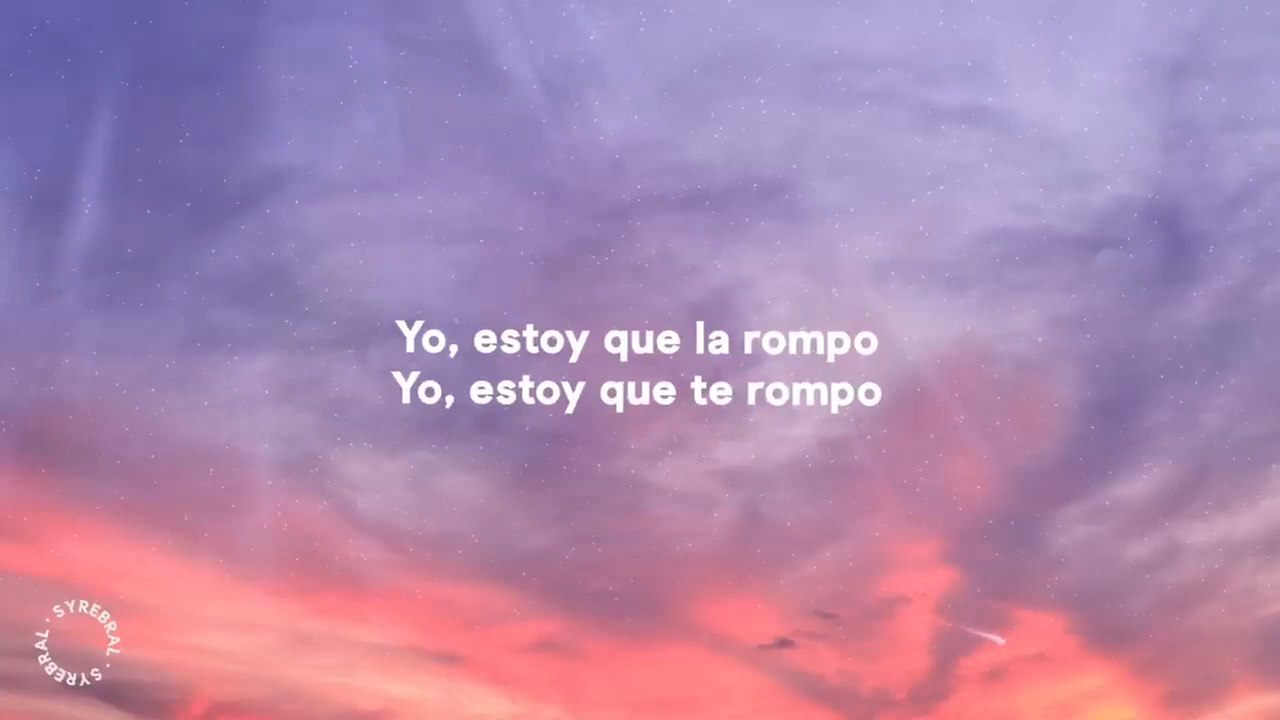 Yo, estoy que la rompo
Yo, estoy que te rompo
SYREBRAL · SYREBRAL ·